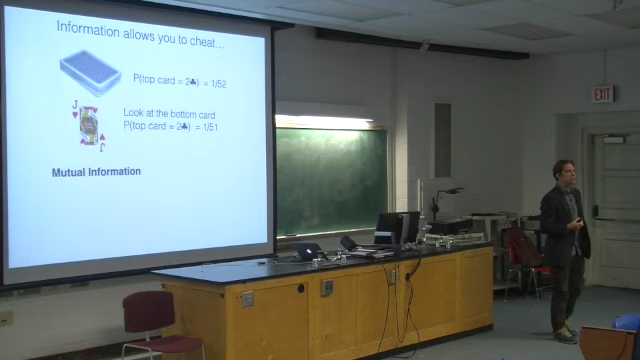 Information allows you to cheat...
P(top card = 2♣) = 1/52
J
Look at the bottom card
P(top card = 2♣) = 1/51
J
Mutual Information
EXIT